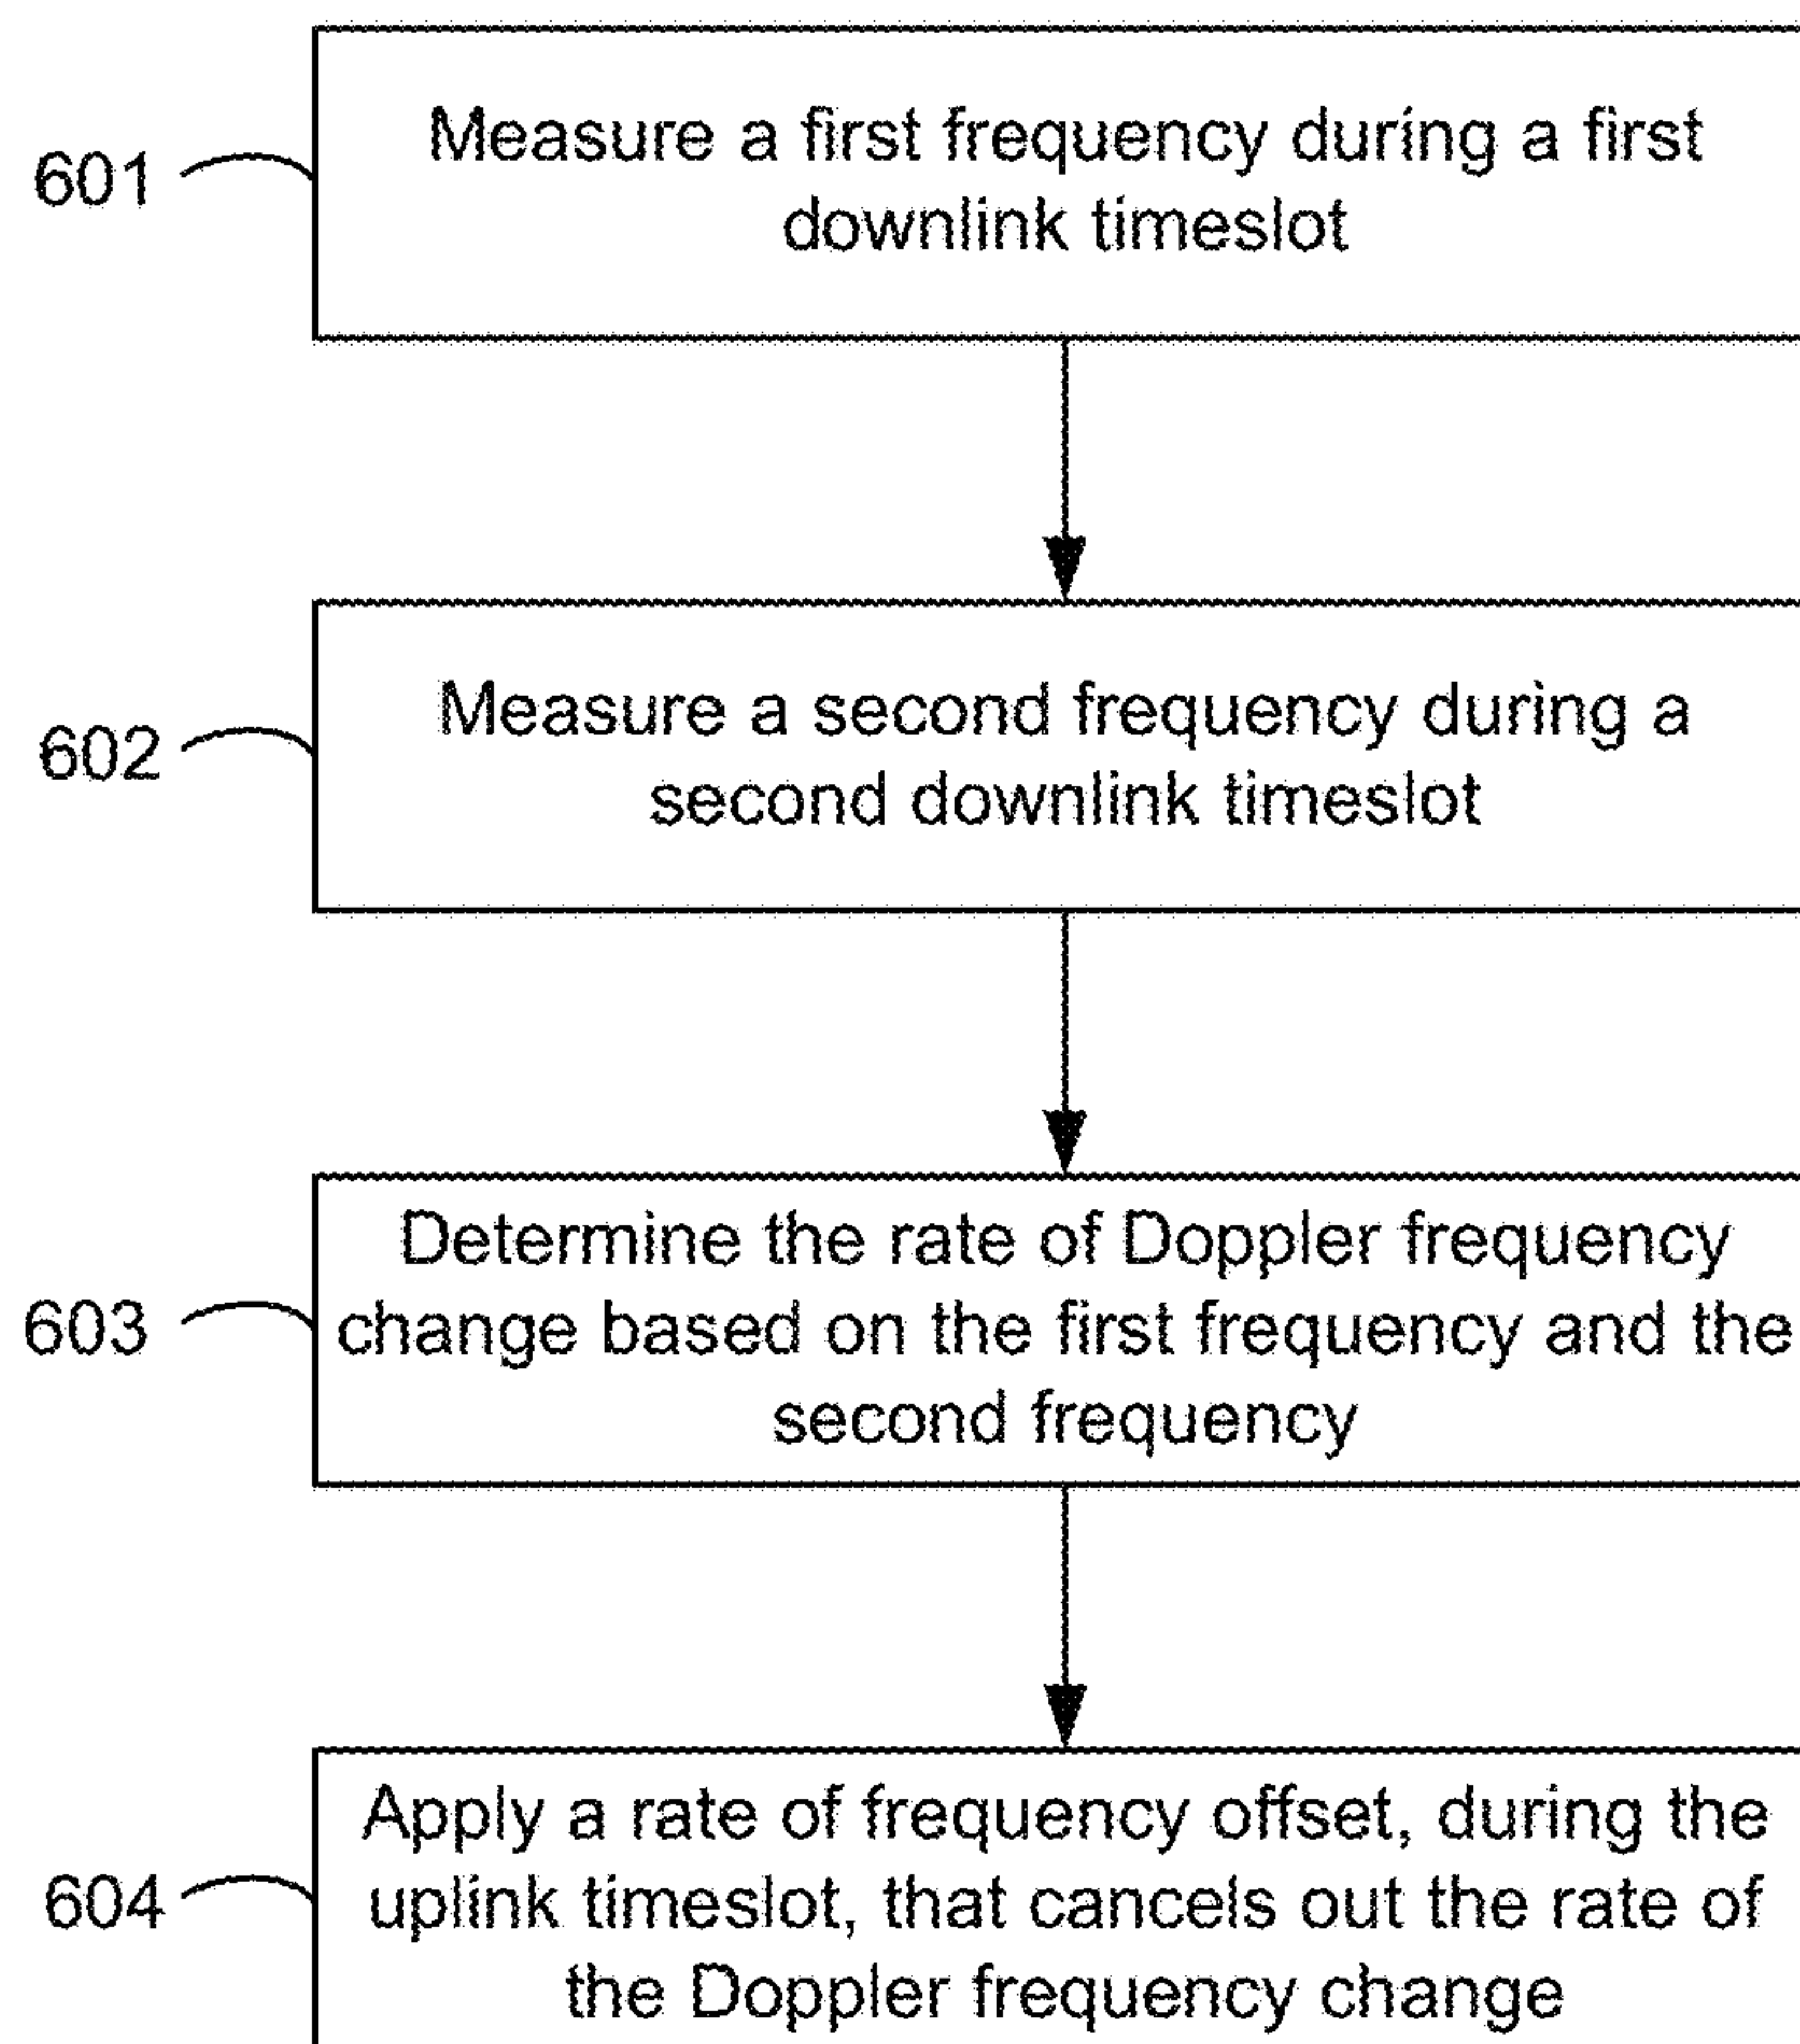 601
Measure a first frequency during a first
downlink timeslot
602
Measure a second frequency during a
second downlink timeslot
603
Determine the rate of Doppler frequency
change based on the first frequency and the
second frequency
604
Apply a rate of frequency offset, during the
uplink timeslot, that cancels out the rate of
the Doppler frequency change